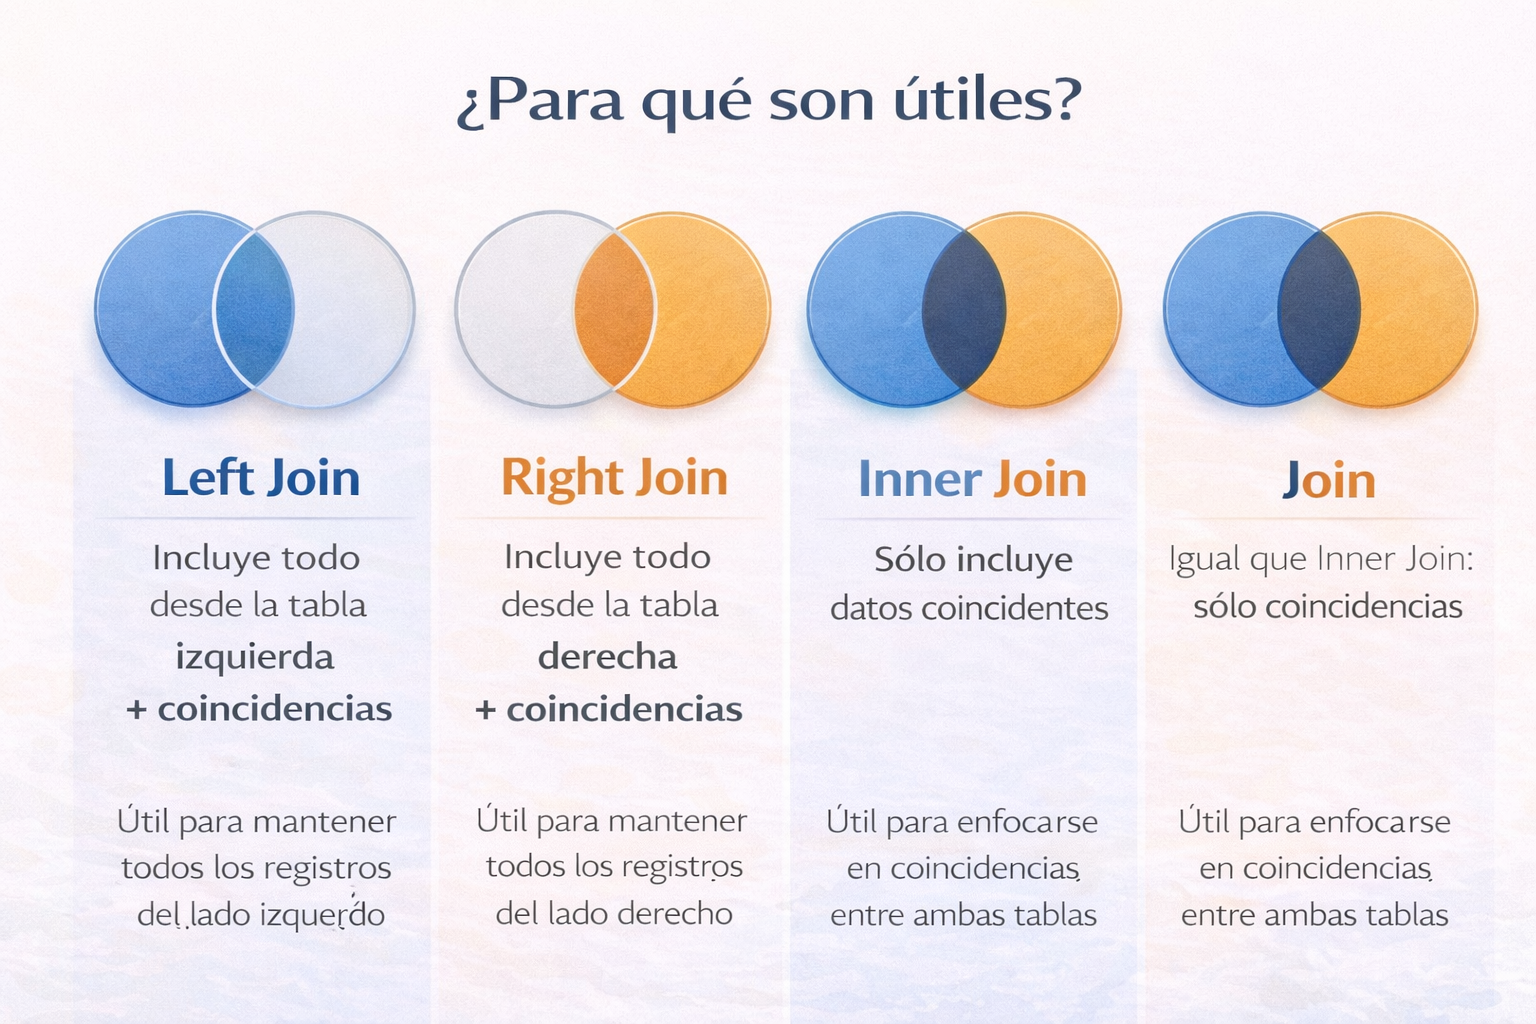 ¿Para qué son útiles?
Left Join
Incluye todo
desde la tabla
izquierda
+ coincidencias
Útil para mantener
todos los registros
del lado izquerdo
Right Join
Incluye todo
desde la tabla
derecha
+ coincidencias
Útil para mantener
todos los registros
del lado derecho
Inner Join
Sólo incluye
datos coincidentes
Útil para enfocarse
en coincidencias
entre ambas tablas
Join
Igual que Inner Join:
sólo coincidencias
Útil para enfocarse
en coincidencias
entre ambas tablas